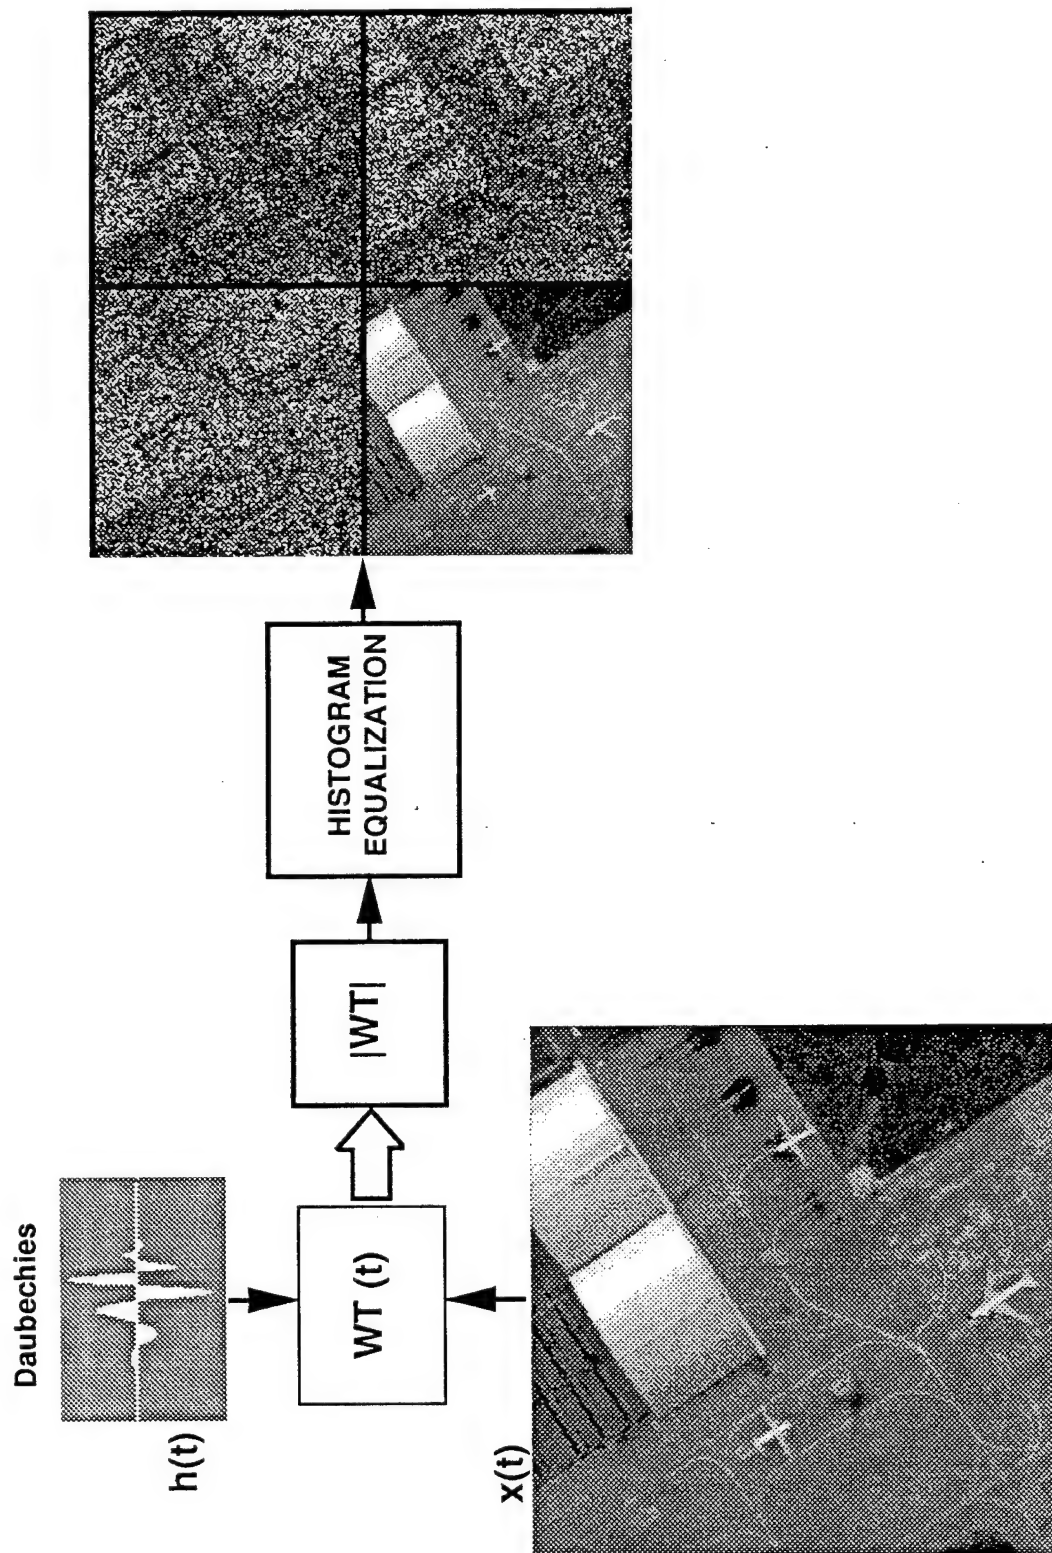 Daubechies
h(t)
x(t)
WT (t)
|WT|
HISTOGRAM
EQUALIZATION